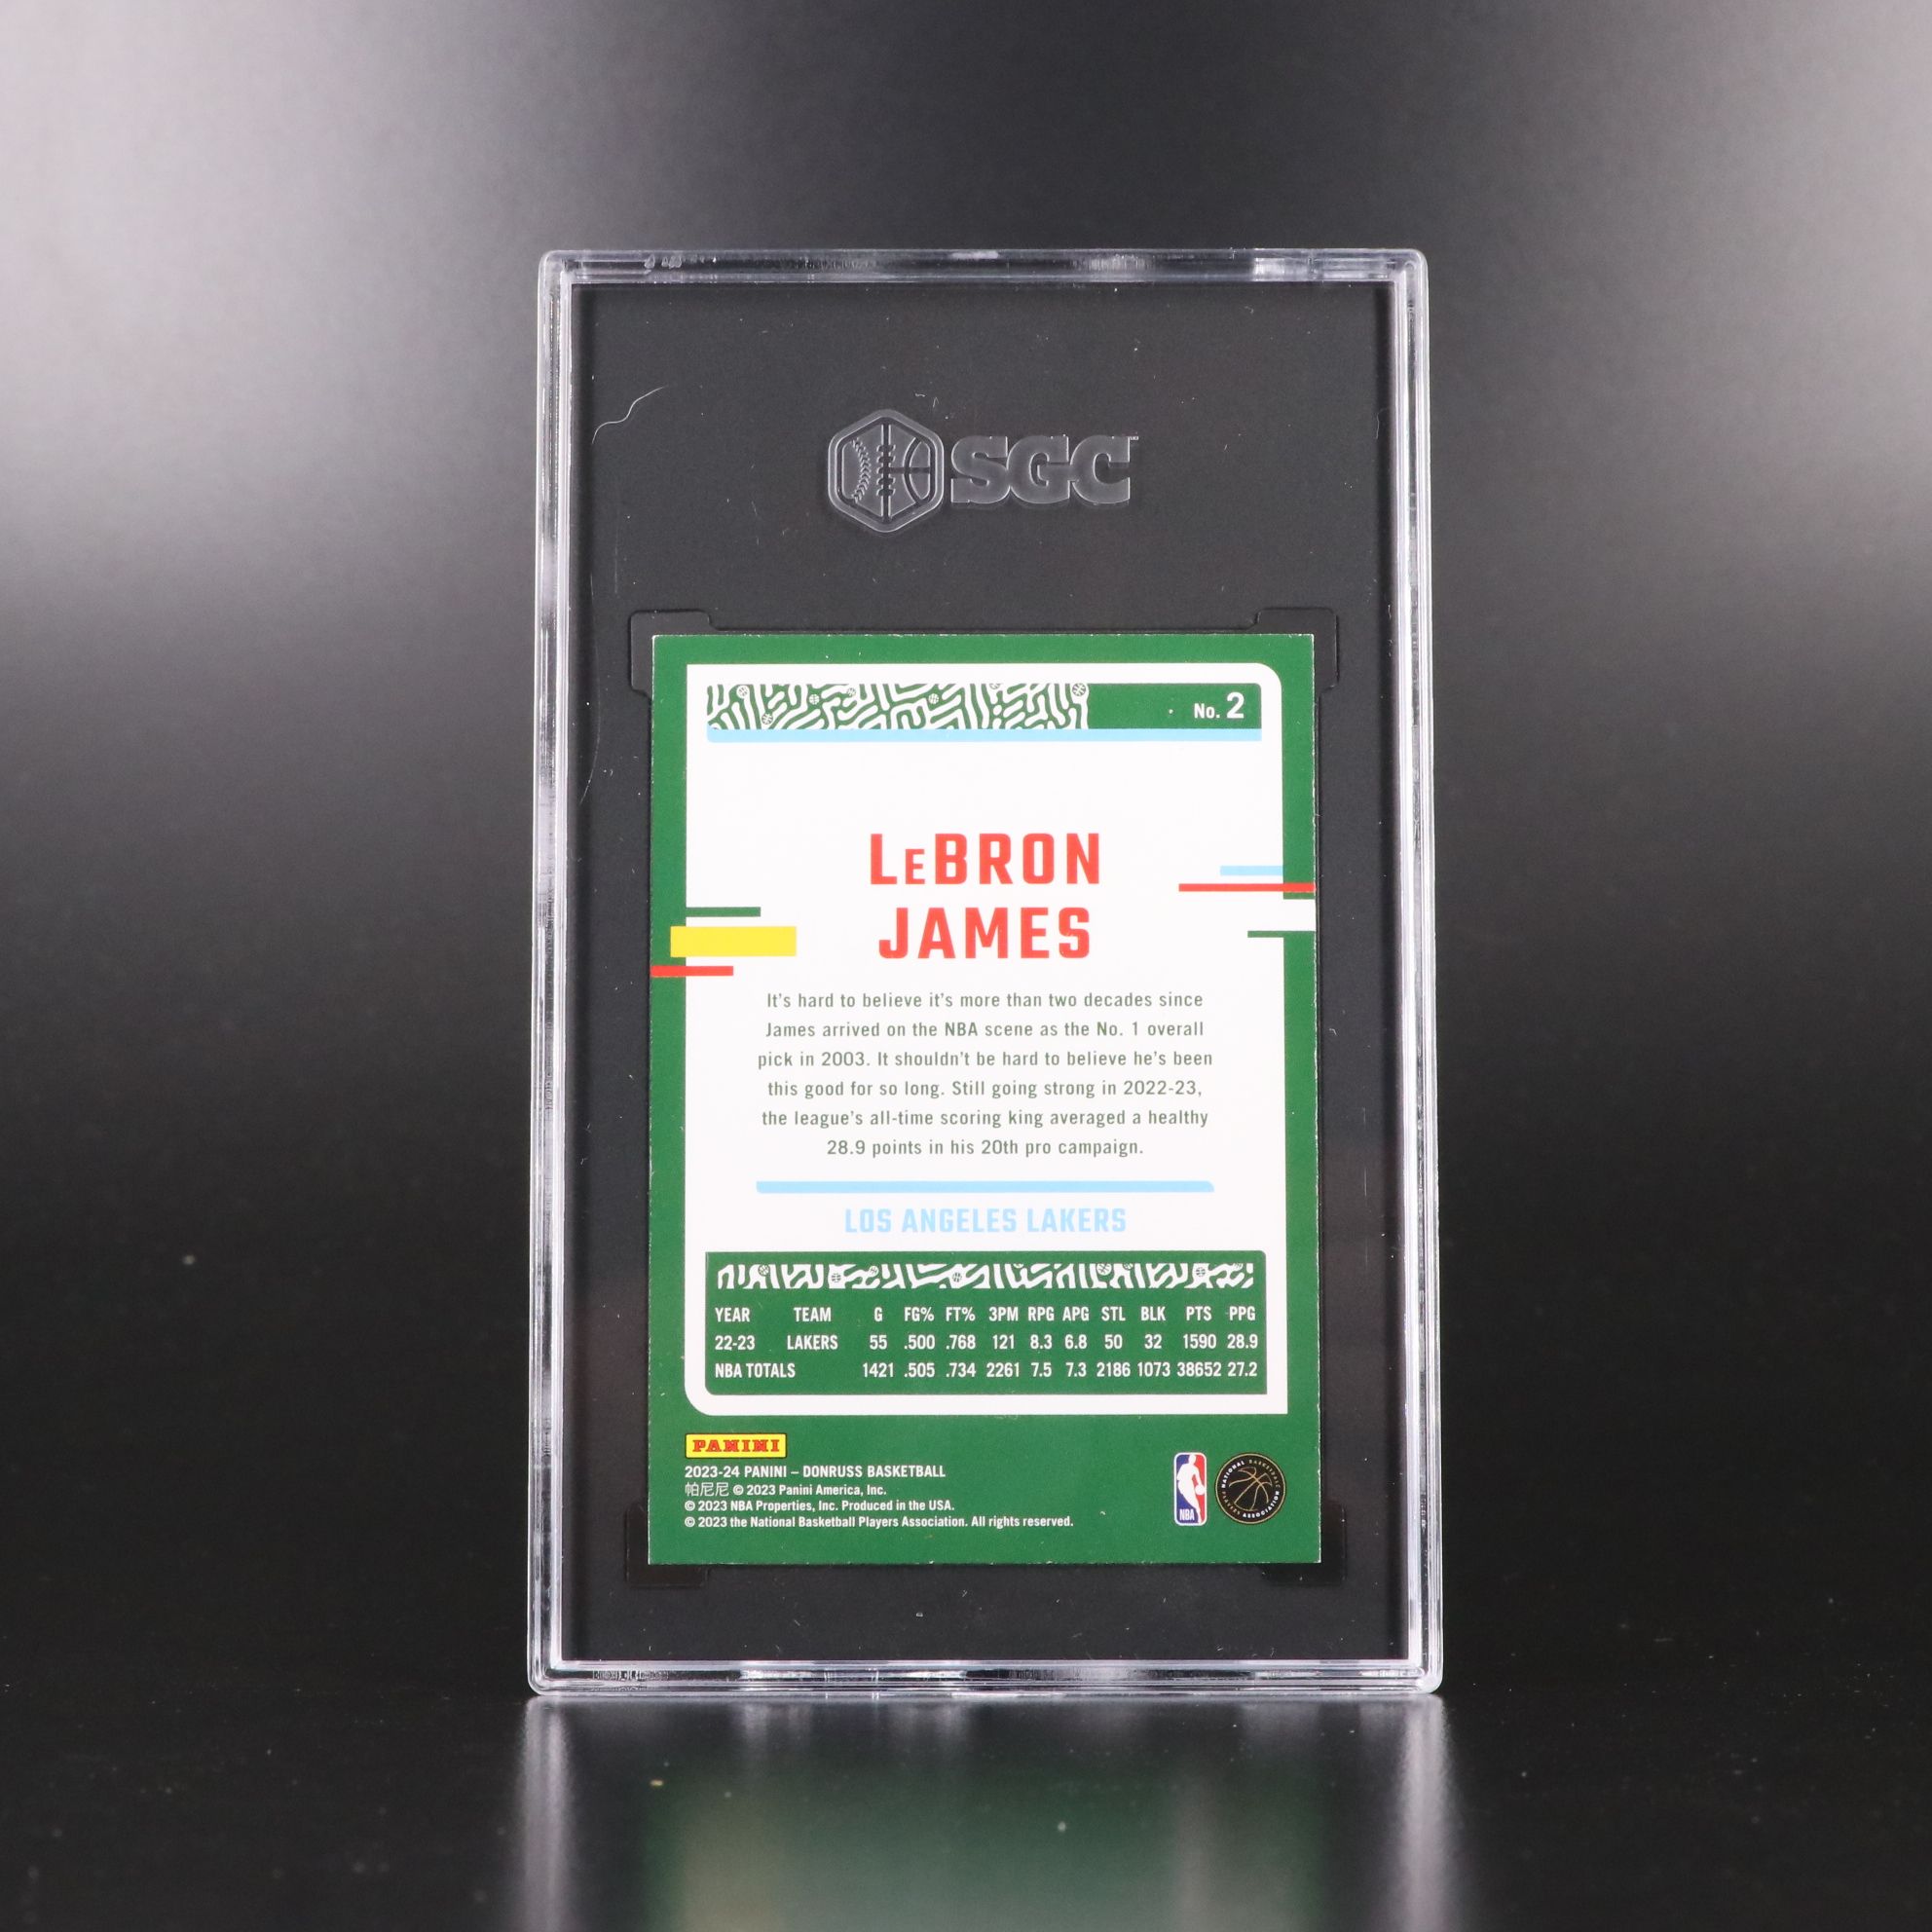 SGC
No. 2
LeBRON
JAMES
It's hard to believe it's more than two decades since
James arrived on the NBA scene as the No. 1 overall
pick in 2003. It shouldn't be hard to believe he's been
this good for so long. Still going strong in 2022-23,
the league's all-time scoring king averaged a healthy
28.9 points in his 20th pro campaign.
LOS ANGELES LAKERS
YEAR TEAM G FG% FT% 3PM RPG APG STL BLK PTS PPG
22-23 LAKERS 55 .500 .768 121 8.3 6.8 50 32 1590 28.9
NBA TOTALS 1421 .505 .734 2261 7.5 7.3 2186 1073 38652 27.2
PANINI
2023-24 PANINI – DONRUSS BASKETBALL
帕尼尼 © 2023 Panini America, Inc.
© 2023 NBA Properties, Inc. Produced in the USA.
© 2023 the National Basketball Players Association. All rights reserved.
NBA
NATIONAL BASKETBALL PLAYERS ASSOCIATION